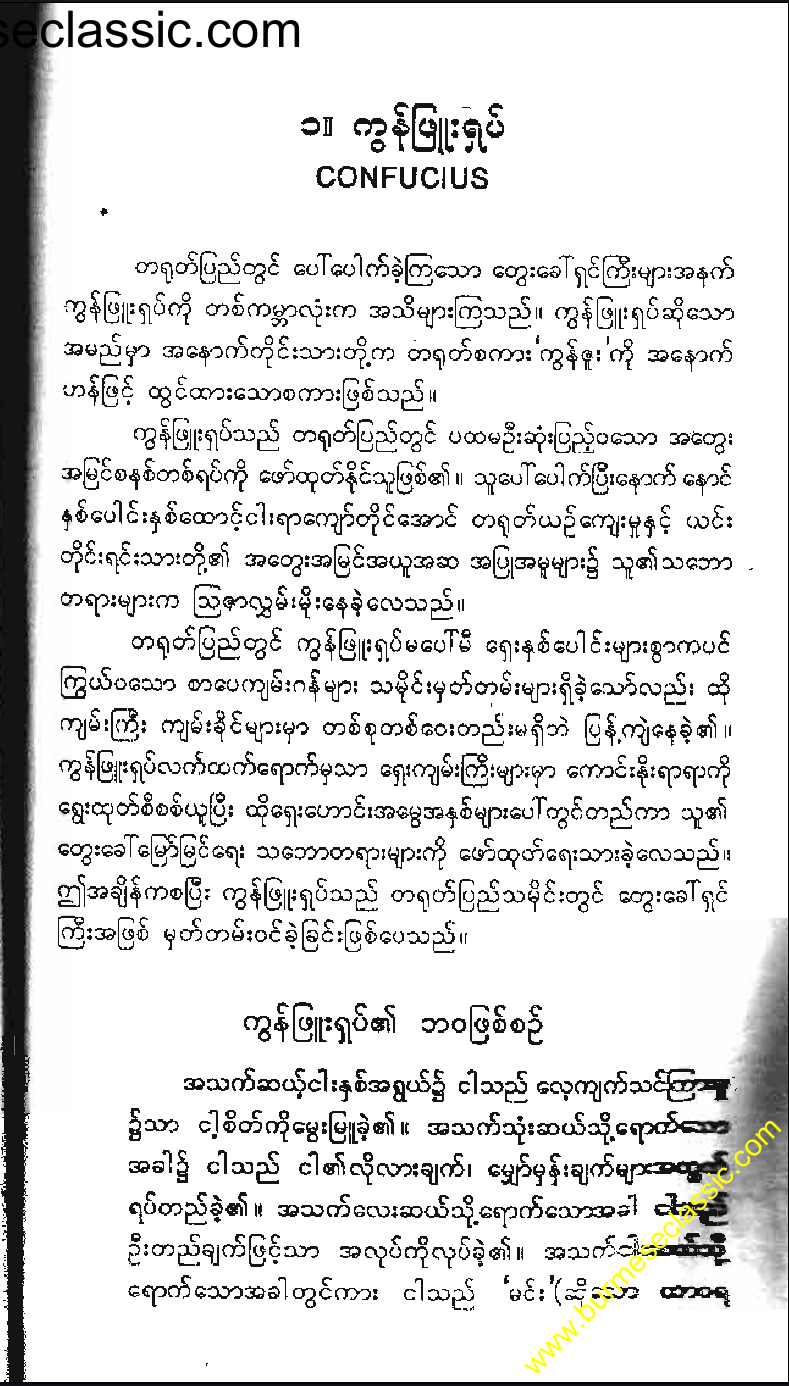 seclassic.com
၁။ ကွန်ဖြူးရှပ်
CONFUCIUS
တရုတ်ပြည်တွင် ပေါ်ပေါက်ခဲ့ကြသော တွေးခေါ်ရှင်ကြီးများအနက်
ကွန်ဖြူးရှပ်ကို တစ်ကမ္ဘာလုံးက အသိများကြသည်။ ကွန်ဖြူးရှပ်ဆိုသော
အမည်မှာ အနောက်တိုင်းသားတို့က တရုတ်စကား 'ကွန်ဇူး' ကို အနောက်
ဟန်ဖြင့် ထွင်ထားသောစကားဖြစ်သည်။
ကွန်ဖြူးရှပ်သည် တရုတ်ပြည်တွင် ပထမဦးဆုံးပြည့်ဝသော အတွေး
အမြင်စနစ်တစ်ရပ်ကို ဖော်ထုတ်နိုင်သူဖြစ်၏။ သူပေါ်ပေါက်ပြီးနောက် နောင်
နှစ်ပေါင်းနှစ်ထောင့်ငါးရာကျော်တိုင်အောင် တရုတ်ယဉ်ကျေးမှုနှင့် ယင်း
တိုင်းရင်းသားတို့၏ အတွေးအမြင်အယူအဆ အပြုအမူများ၌ သူ၏သဘော
တရားများက ဩဇာလွှမ်းမိုးနေခဲ့လေသည်။
တရုတ်ပြည်တွင် ကွန်ဖြူးရှပ်မပေါ်မီ ရှေးနှစ်ပေါင်းများစွာကပင်
ကြွယ်ဝသော စာပေကျမ်းဂန်များ သမိုင်းမှတ်တမ်းများရှိခဲ့သော်လည်း ထို
ကျမ်းကြီး ကျမ်းခိုင်များမှာ တစ်စုတစ်ဝေးတည်းမရှိဘဲ ပြန့်ကျဲနေခဲ့၏။
ကွန်ဖြူးရှပ်လက်ထက်ရောက်မှသာ ရှေးကျမ်းကြီးများမှာ ကောင်းနိုးရာရာကို
ရွေးထုတ်စိစစ်ယူပြီး ထိုရှေးဟောင်းအမွေအနှစ်များပေါ်ကွဂ်တည်ကာ သူ၏
တွေးခေါ်မြော်မြင်ရေး သဘောတရားများကို ဖော်ထုတ်ရေးသားခဲ့လေသည်။
ဤအချိန်ကစပြီး ကွန်ဖြူးရှပ်သည် တရုတ်ပြည်သမိုင်းတွင် တွေးခေါ်ရှင်
ကြီးအဖြစ် မှတ်တမ်းဝင်ခဲ့ခြင်းဖြစ်ပေသည်။
ကွန်ဖြူးရှပ်၏ ဘဝဖြစ်စဉ်
အသက်ဆယ့်ငါးနှစ်အရွယ်၌ ငါသည် လေ့ကျက်သင်ကြားမှု
၌သာ ငါ့စိတ်ကိုမွေးမြူခဲ့၏။ အသက်သုံးဆယ်သို့ရောက်သော
အခါ၌ ငါသည် ငါ၏လိုလားချက်၊ မျှော်မှန်းချက်များအတွက်
ရပ်တည်ခဲ့၏။ အသက်လေးဆယ်သို့ရောက်သောအခါ
ဦးတည်ချက်ဖြင့်သာ အလုပ်ကိုလုပ်ခဲ့၏။ အသက်ငါးဆယ်သို့
ရောက်သောအခါတွင်ကား ငါသည် 'မင်း' (ဆိုသော ထာဝရ
www.burmeseclassic.com